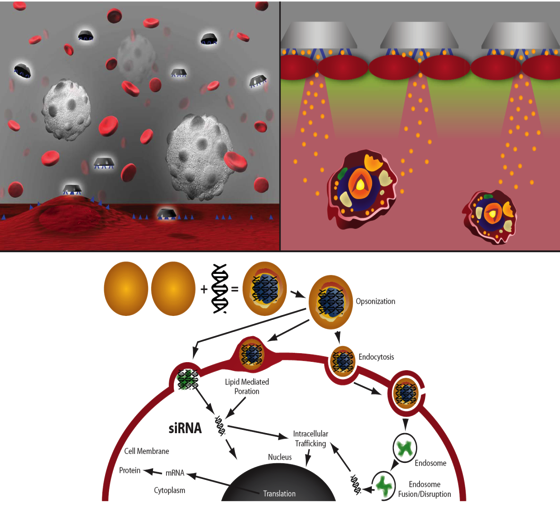 +
=
Opsonization
Endocytosis
Lipid Mediated
Poration
siRNA
Intracellular
Trafficking
Cell Membrane
Nucleus
Endosome
Protein
mRNA
Cytoplasm
Translation
Endosome
Fusion/Disruption